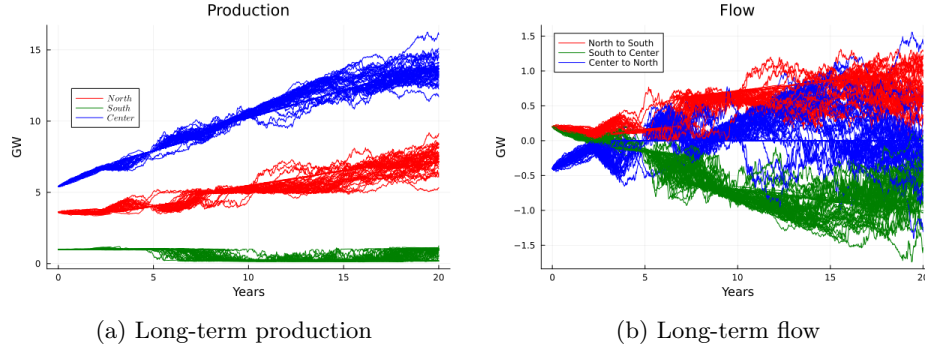 Production
GW
15
10
5
0
North
South
Center
0
5
10
15
20
Years
(a) Long-term production
Flow
GW
1.5
1.0
0.5
0.0
−0.5
−1.0
−1.5
North to South
South to Center
Center to North
0
5
10
15
20
Years
(b) Long-term flow